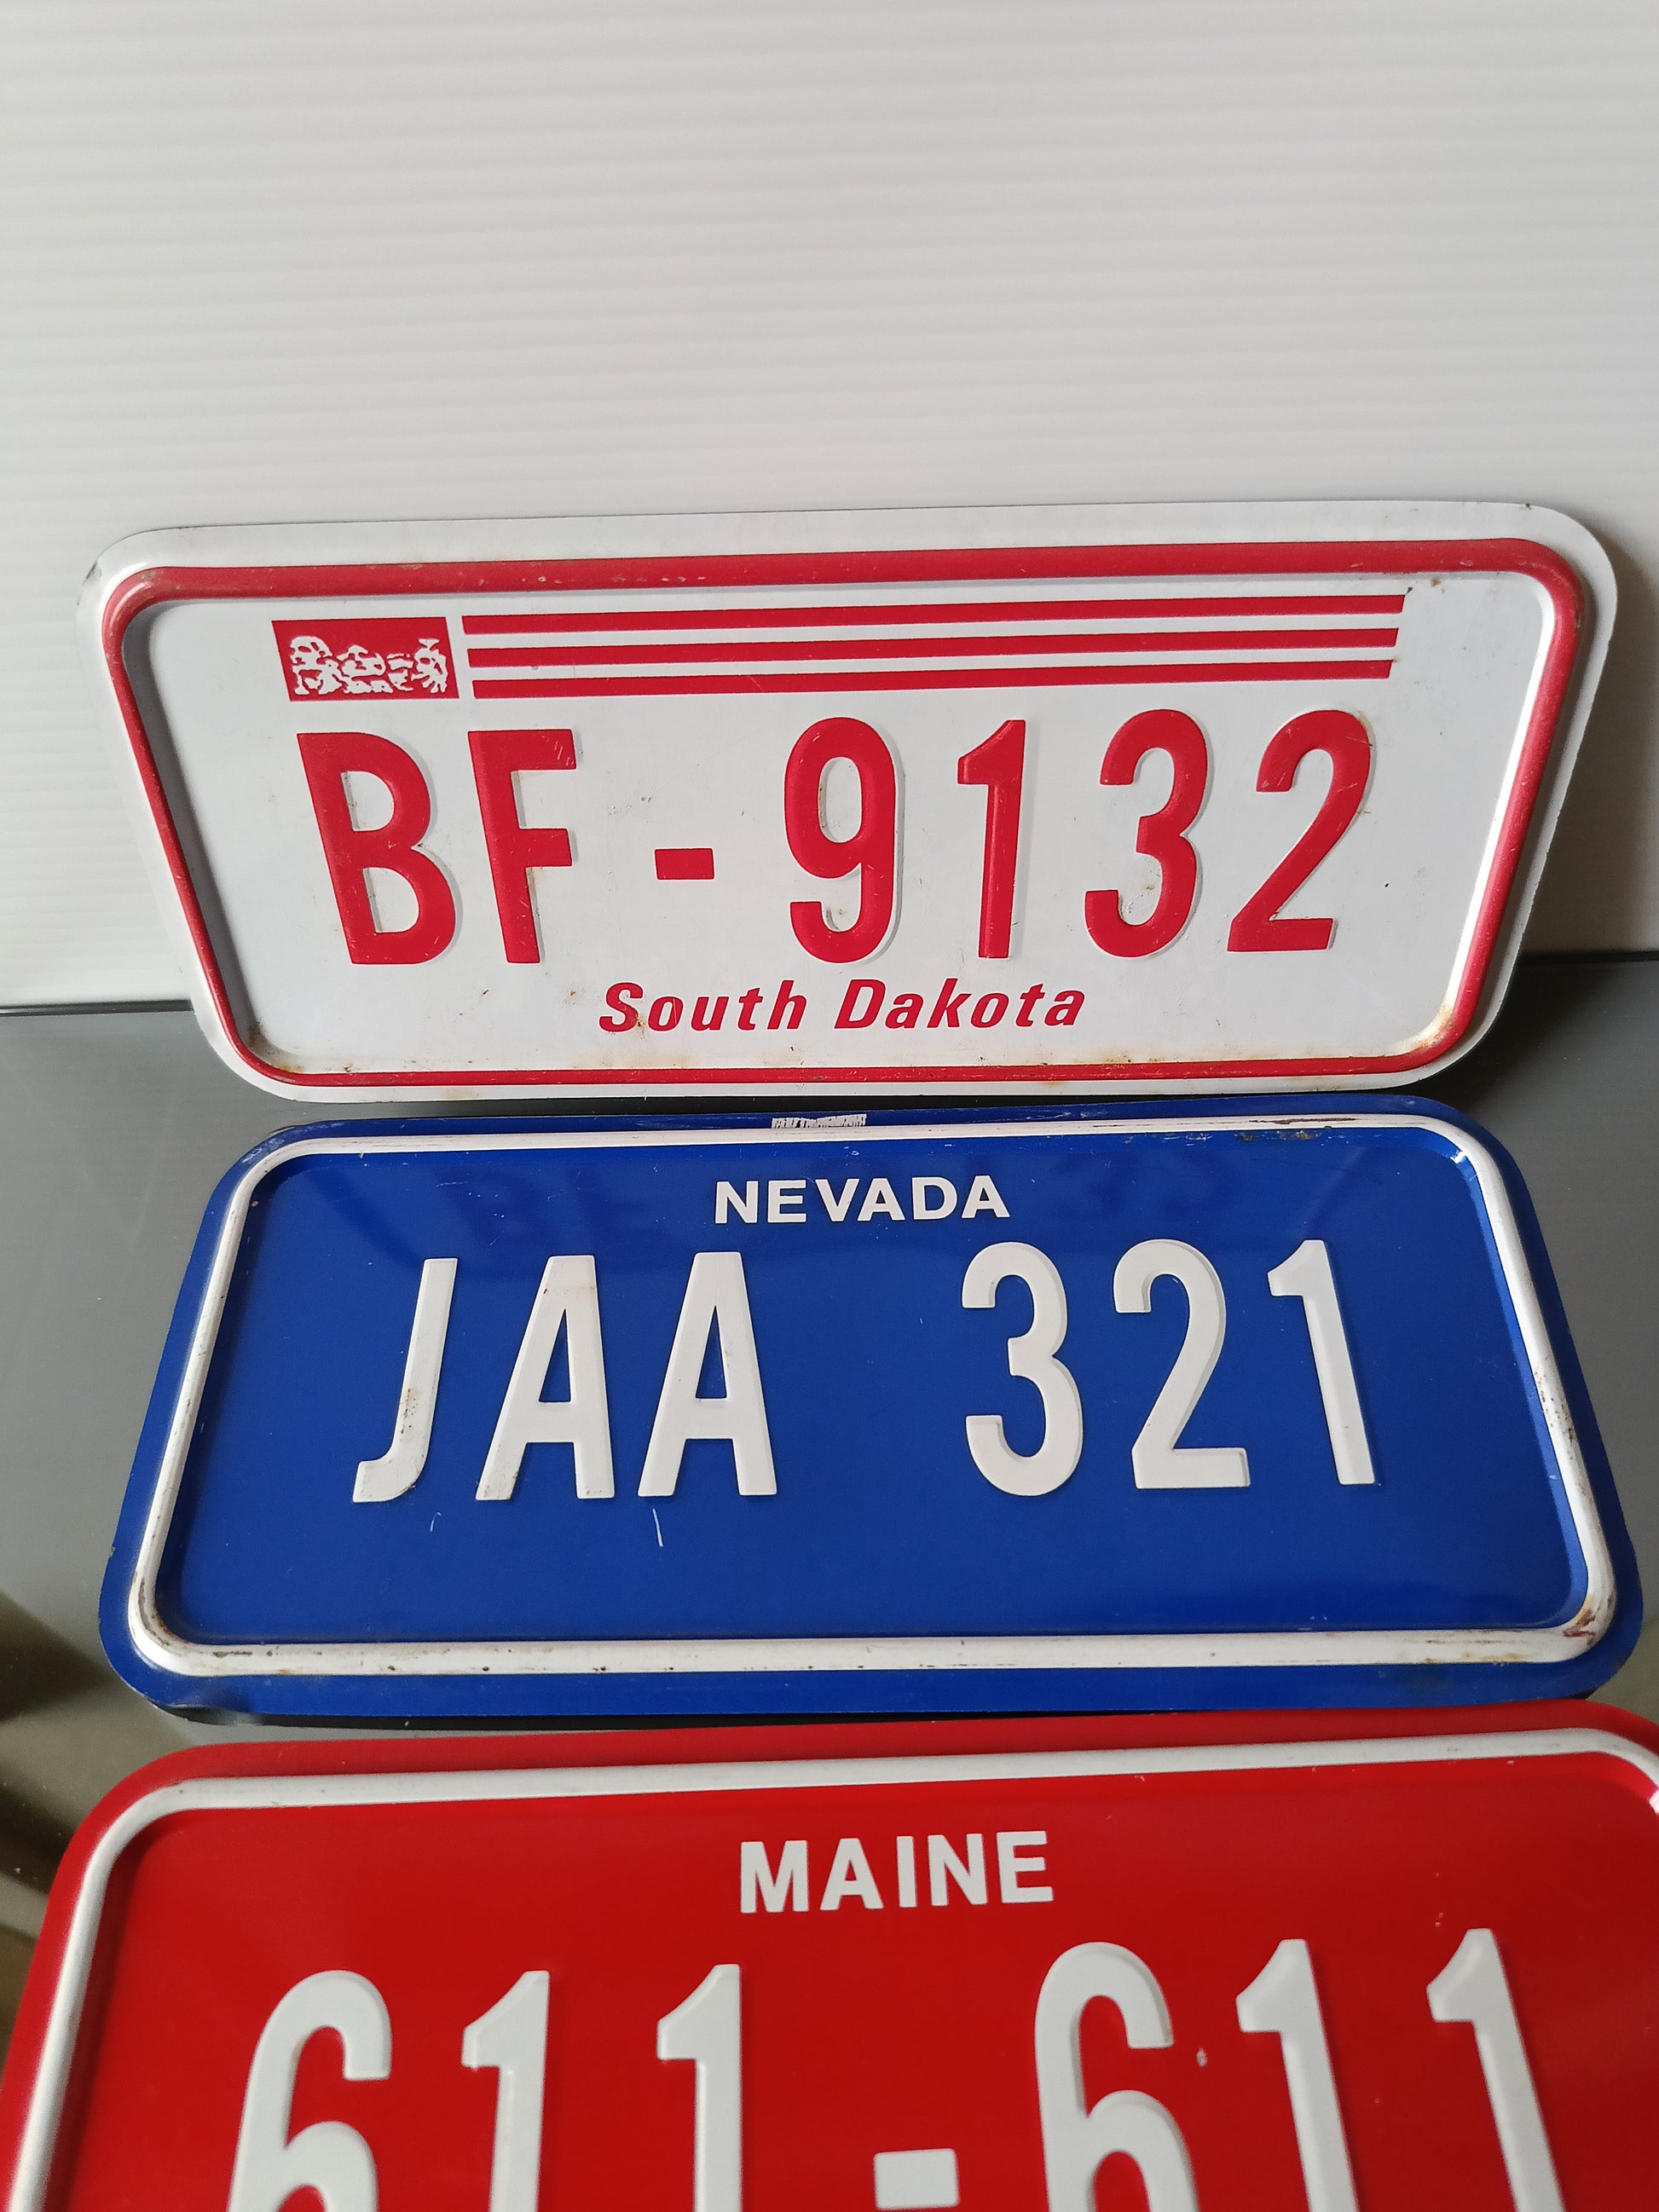 BF-9132
South Dakota
NEVADA
JAA 321
MAINE
611-611